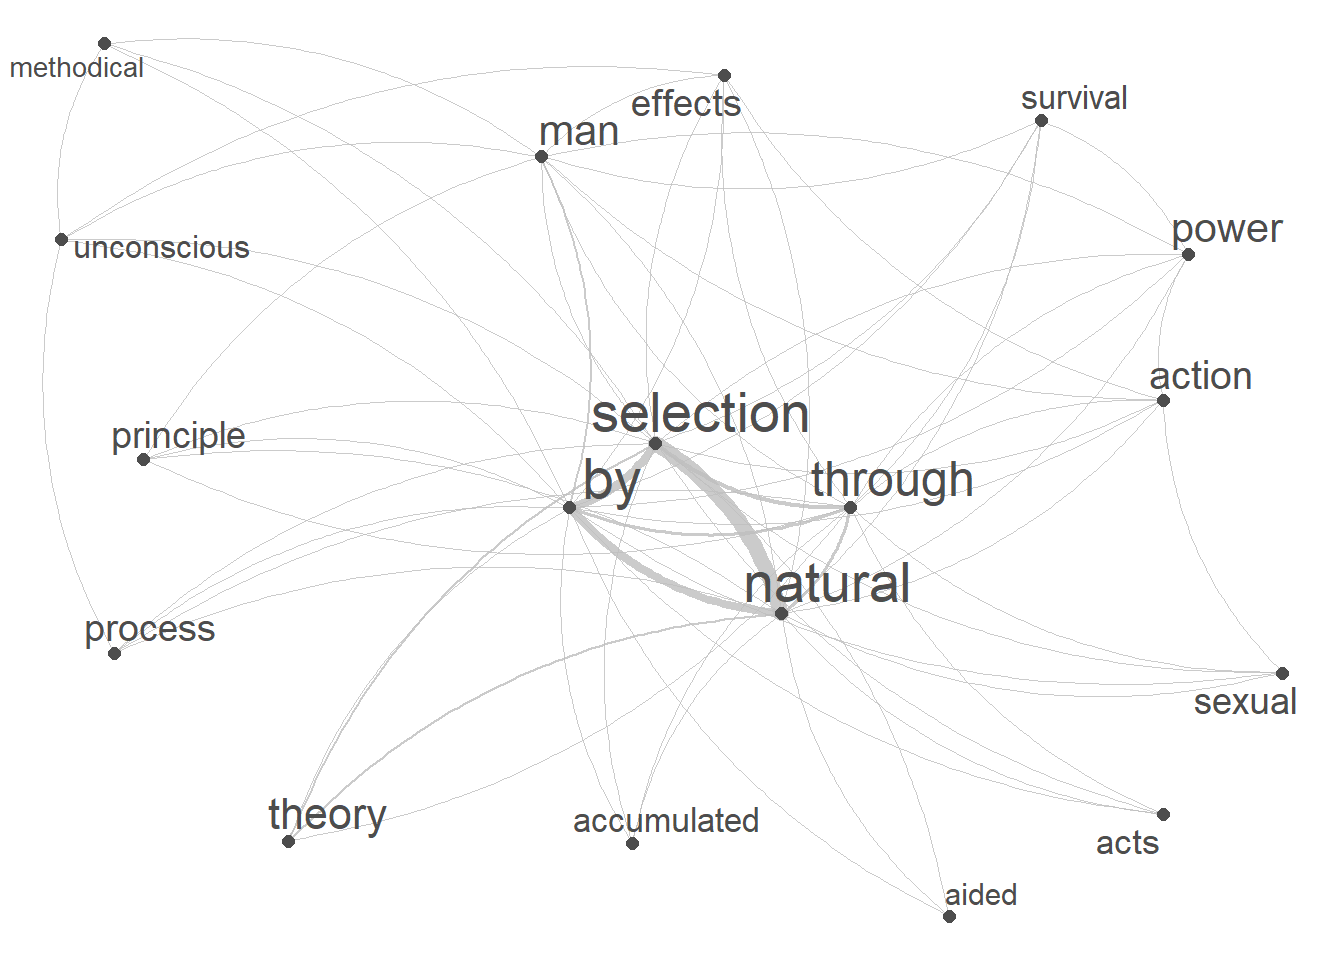 methodical
effects
survival
man
power
unconscious
action
selection
principle
by
through
natural
process
sexual
theory
accumulated
acts
aided